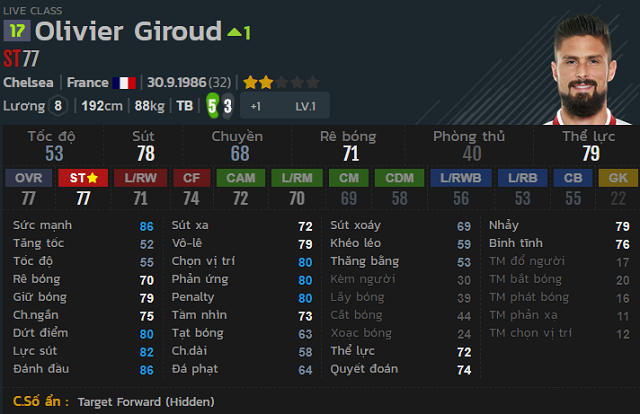 LIVE CLASS
17 Olivier Giroud 1
ST77
Chelsea | France | 30.9.1986 (32)
Lương 8 | 192cm | 88kg | TB | 5 3 +1 LV.1
Tốc độ Sút Chuyền Rê bóng Phòng thủ Thể lực
53 78 68 71 40 79
OVR ST L/RW CF CAM L/RM CM CDM L/RWB L/RB CB GK
77 77 71 74 72 70 69 58 56 53 55 22
Sức mạnh 86 Sút xa 72 Sút xoáy 69 Nhảy 79
Tăng tốc 52 Vô-lê 79 Khéo léo 59 Bình tĩnh 76
Tốc độ 55 Chọn vị trí 80 Thăng bằng 53 TM đổ người 17
Rê bóng 70 Phản ứng 80 Kèm người 30 TM bắt bóng 20
Giữ bóng 79 Penalty 80 Lấy bóng 39 TM phát bóng 16
Ch.ngắn 75 Tầm nhìn 73 Cắt bóng 44 TM phản xạ 11
Dứt điểm 80 Tạt bóng 63 Xoạc bóng 24 TM chọn vị trí 12
Lực sút 82 Ch.dài 58 Thể lực 72
Đánh đầu 86 Đá phạt 64 Quyết đoán 74
C.Số ẩn : Target Forward (Hidden)